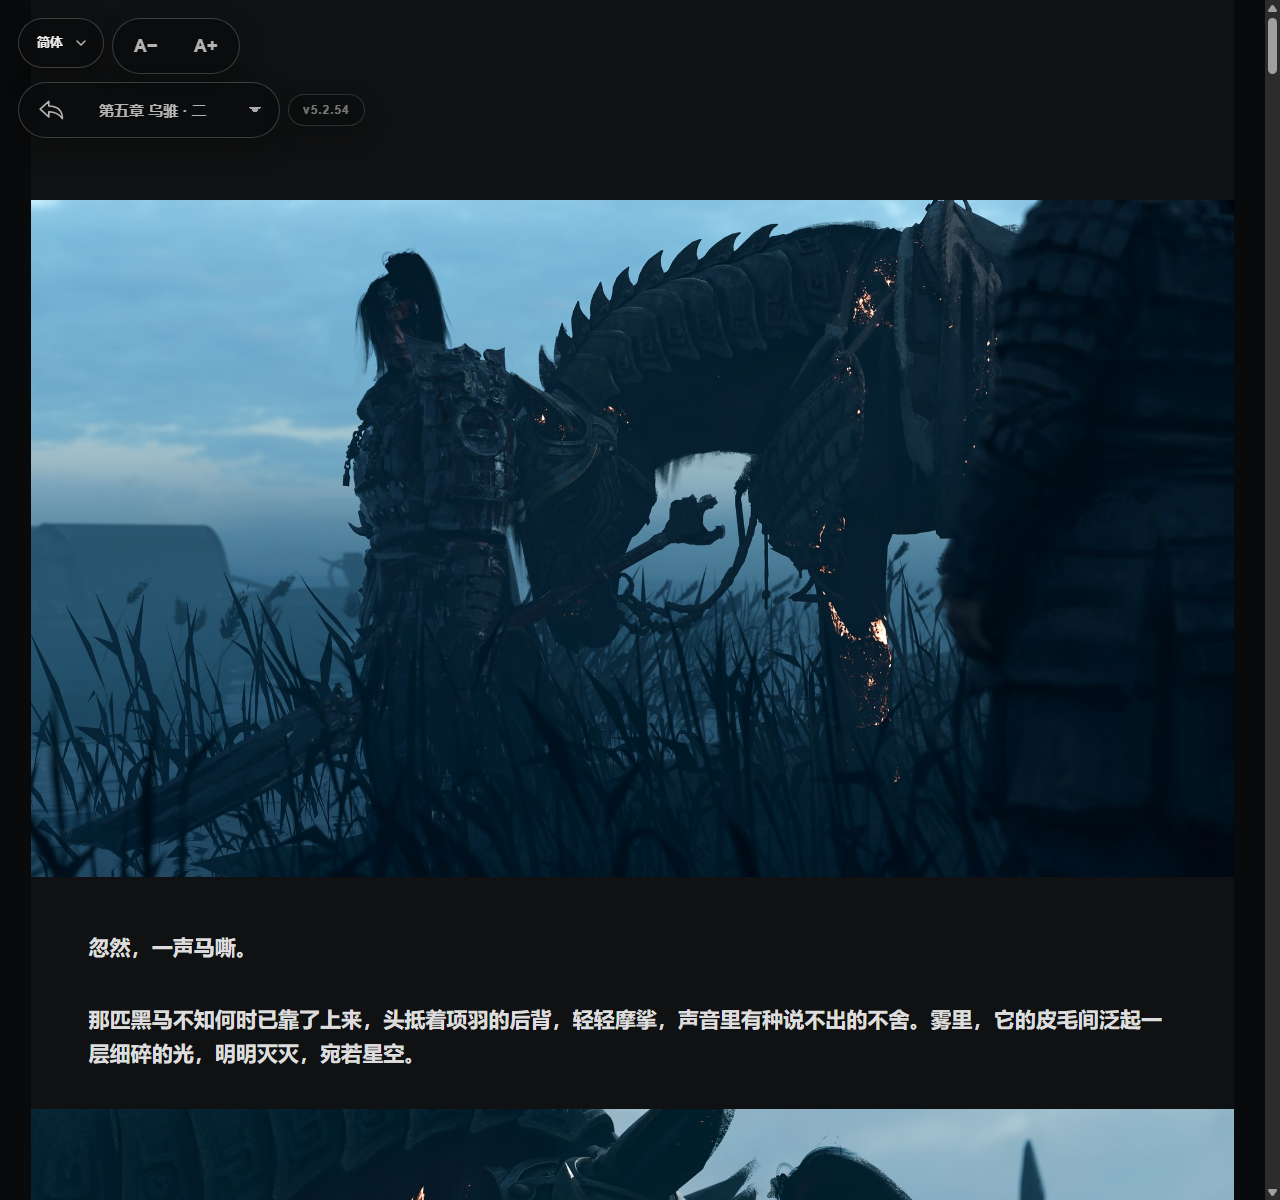 简体
A− A+
第五章 乌骓 · 二
v5.2.54
忽然，一声马嘶。
那匹黑马不知何时已靠了上来，头抵着项羽的后背，轻轻摩挲，声音里有种说不出的不舍。雾里，它的皮毛间泛起一
层细碎的光，明明灭灭，宛若星空。